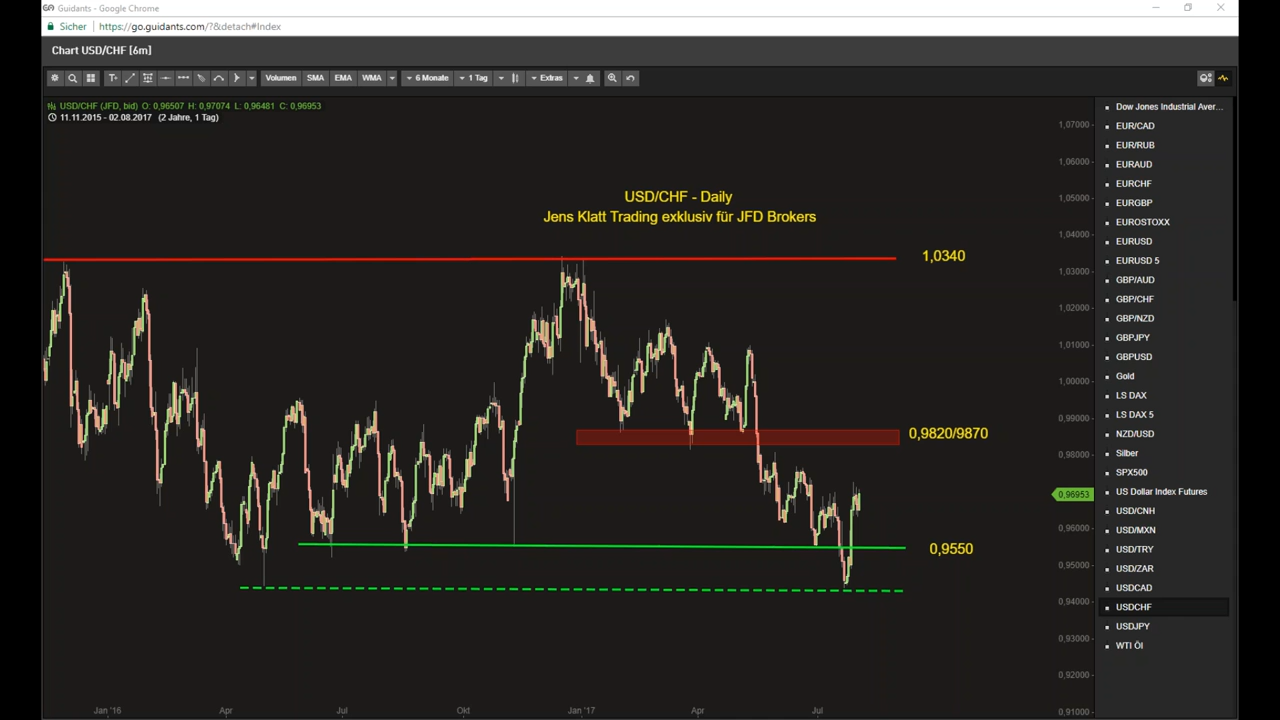 Guidants - Google Chrome
Sicher https://go.guidants.com/?&detach#Index
Chart USD/CHF [6m]
Volumen SMA EMA WMA 6 Monate 1 Tag Extras
USD/CHF (JFD, bid) O: 0,96507 H: 0,97074 L: 0,96481 C: 0,96953
11.11.2015 - 02.08.2017 (2 Jahre, 1 Tag)
USD/CHF - Daily
Jens Klatt Trading exklusiv für JFD Brokers
1,0340
0,9820/9870
0,9550
1,07000
1,06000
1,05000
1,04000
1,03000
1,02000
1,01000
1,00000
0,99000
0,98000
0,96953
0,96000
0,95000
0,94000
0,93000
0,92000
0,91000
Jan '16 Apr Jul Okt Jan '17 Apr Jul
Dow Jones Industrial Aver...
EUR/CAD
EUR/RUB
EURAUD
EURCHF
EURGBP
EUROSTOXX
EURUSD
EURUSD 5
GBP/AUD
GBP/CHF
GBP/NZD
GBPJPY
GBPUSD
Gold
LS DAX
LS DAX 5
NZD/USD
Silber
SPX500
US Dollar Index Futures
USD/CNH
USD/MXN
USD/TRY
USD/ZAR
USDCAD
USDCHF
USDJPY
WTI Öl